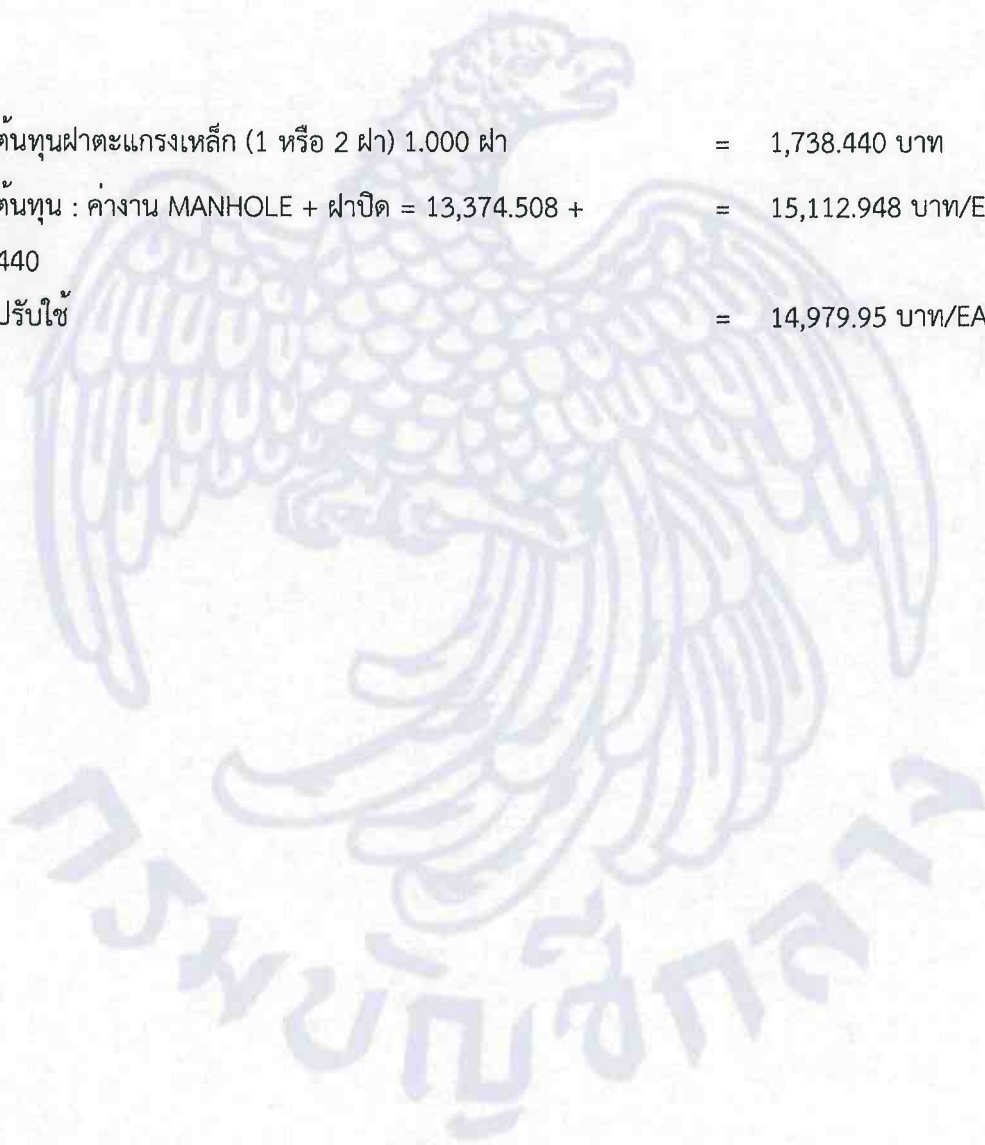 ต้นทุนฝาตะแกรงเหล็ก (1 หรือ 2 ฝา) 1.000 ฝา = 1,738.440 บาท
ต้นทุน : ค่างาน MANHOLE + ฝาปิด = 13,374.508 + = 15,112.948 บาท/E
440
ปรับใช้ = 14,979.95 บาท/EA
กรมบัญชีกลาง